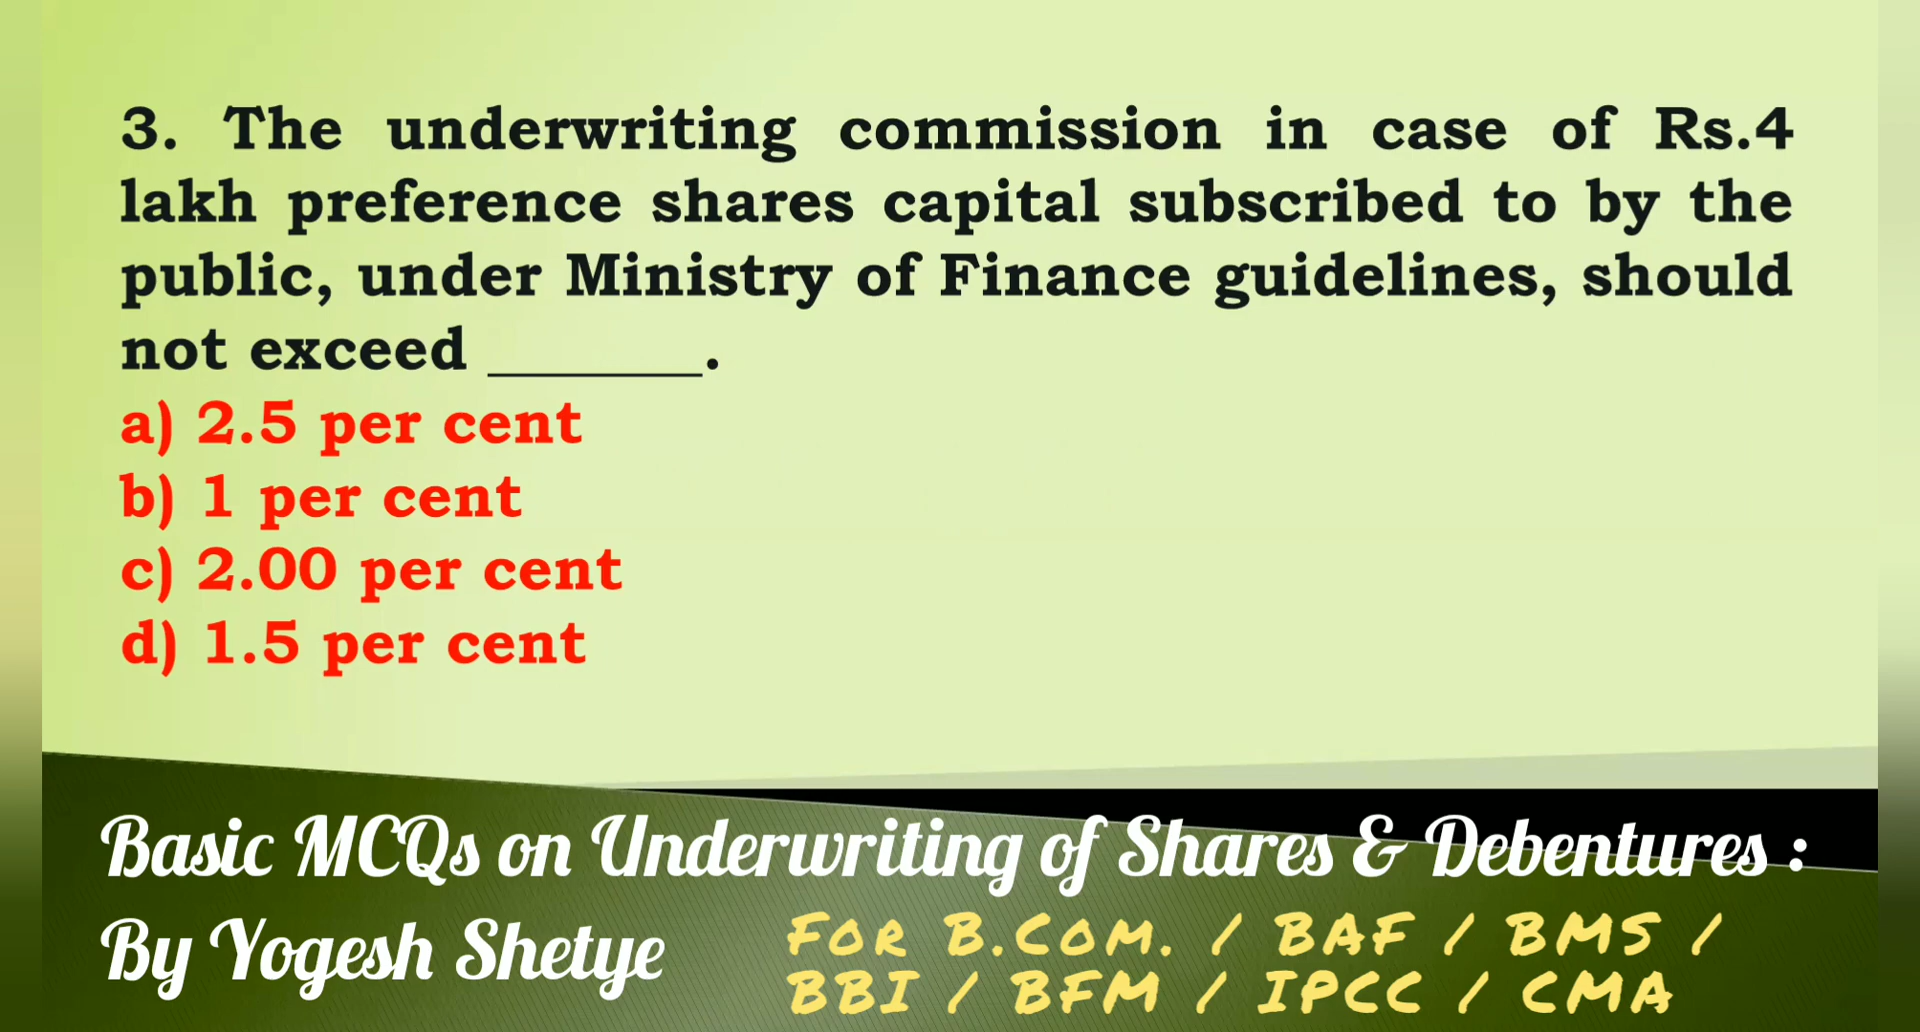 3. The underwriting commission in case of Rs.4
lakh preference shares capital subscribed to by the
public, under Ministry of Finance guidelines, should
not exceed _______.
a) 2.5 per cent
b) 1 per cent
c) 2.00 per cent
d) 1.5 per cent
Basic MCQs on Underwriting of Shares & Debentures :
By Yogesh Shetye
FOR B.COM. / BAF / BMS /
BBI / BFM / IPCC / CMA